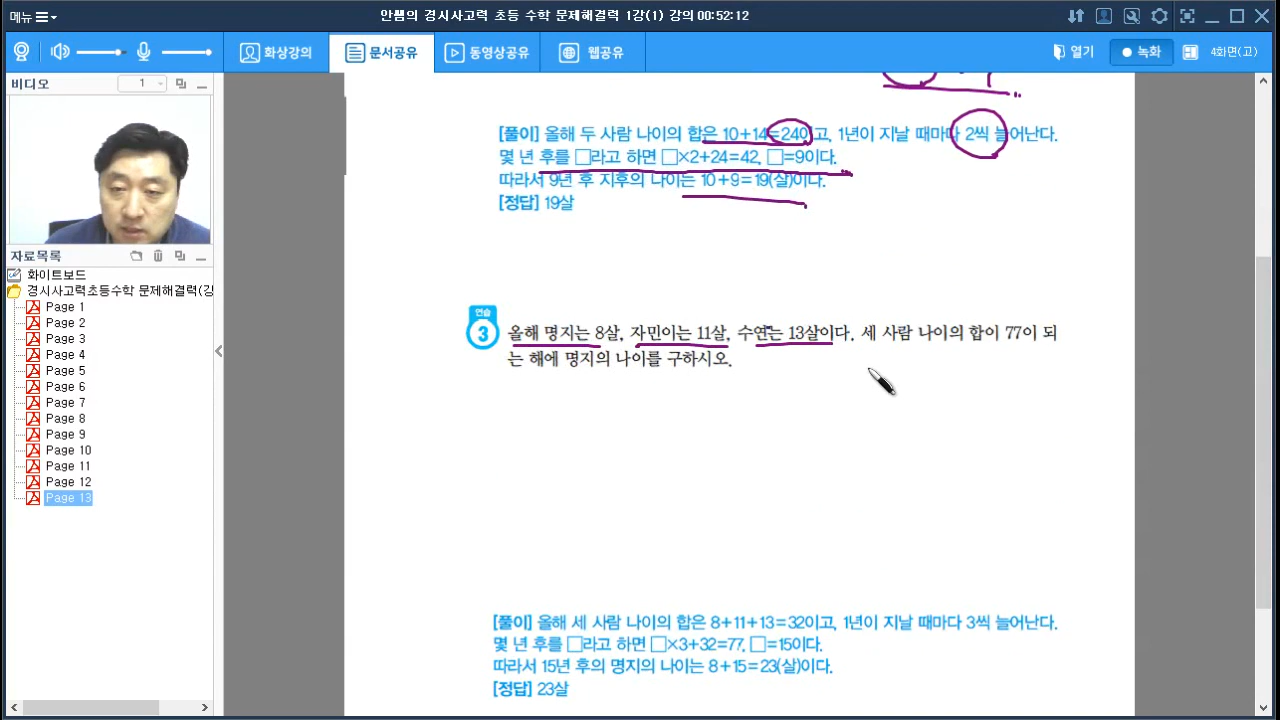 메뉴
안쌤의 경시사고력 초등 수학 문제해결력 1강(1) 강의 00:52:12
화상강의 문서공유 동영상공유 웹공유 열기 녹화 4화면(고)
비디오 1
[풀이] 올해 두 사람 나이의 합은 10+14=24이고, 1년이 지날 때마다 2씩 늘어난다.
몇 년 후를 □라고 하면 □×2+24=42, □=9이다.
따라서 9년 후 지후의 나이는 10+9=19(살)이다.
[정답] 19살
자료목록
화이트보드
경시사고력초등수학 문제해결력(강
Page 1
Page 2
Page 3
Page 4
Page 5
Page 6
Page 7
Page 8
Page 9
Page 10
Page 11
Page 12
Page 13
연습
3
올해 명지는 8살, 자민이는 11살, 수연는 13살이다. 세 사람 나이의 합이 77이 되
는 해에 명지의 나이를 구하시오.
[풀이] 올해 세 사람 나이의 합은 8+11+13=32이고, 1년이 지날 때마다 3씩 늘어난다.
몇 년 후를 □라고 하면 □×3+32=77, □=15이다.
따라서 15년 후의 명지의 나이는 8+15=23(살)이다.
[정답] 23살